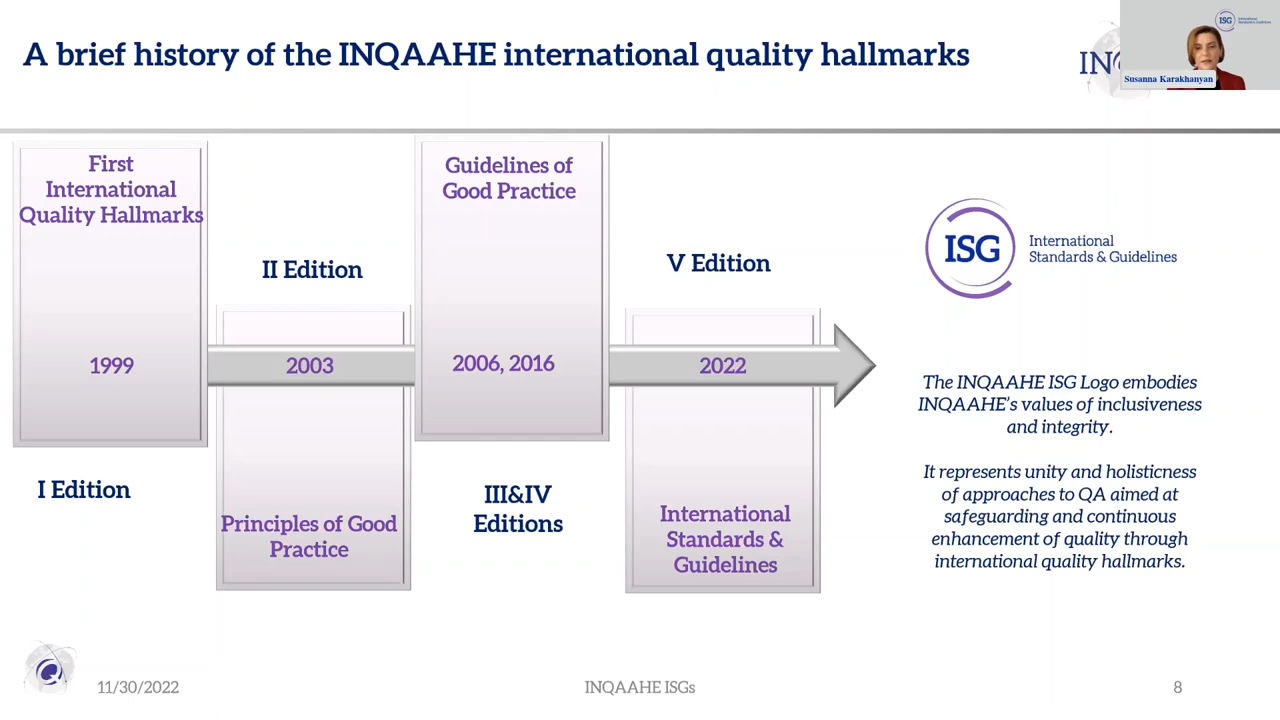 A brief history of the INQAAHE international quality hallmarks
ISG
International
Standards & Guidelines
Susanna Karakhanyan
First
International
Quality Hallmarks
1999
I Edition
II Edition
2003
Principles of Good
Practice
Guidelines of
Good Practice
2006, 2016
III&IV
Editions
V Edition
2022
International
Standards &
Guidelines
ISG
International
Standards & Guidelines
The INQAAHE ISG Logo embodies
INQAAHE's values of inclusiveness
and integrity.
It represents unity and holisticness
of approaches to QA aimed at
safeguarding and continuous
enhancement of quality through
international quality hallmarks.
11/30/2022
INQAAHE ISGs
8